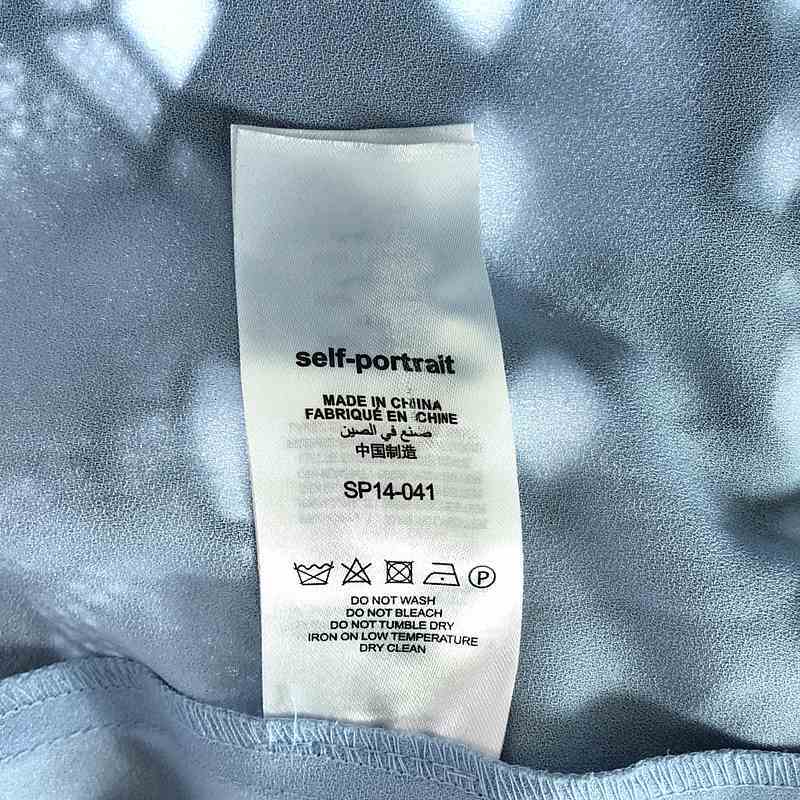 self-portrait
MADE IN CHINA
FABRIQUÉ EN CHINE
صنع في الصين
中国制造
SP14-041
P
DO NOT WASH
DO NOT BLEACH
DO NOT TUMBLE DRY
IRON ON LOW TEMPERATURE
DRY CLEAN